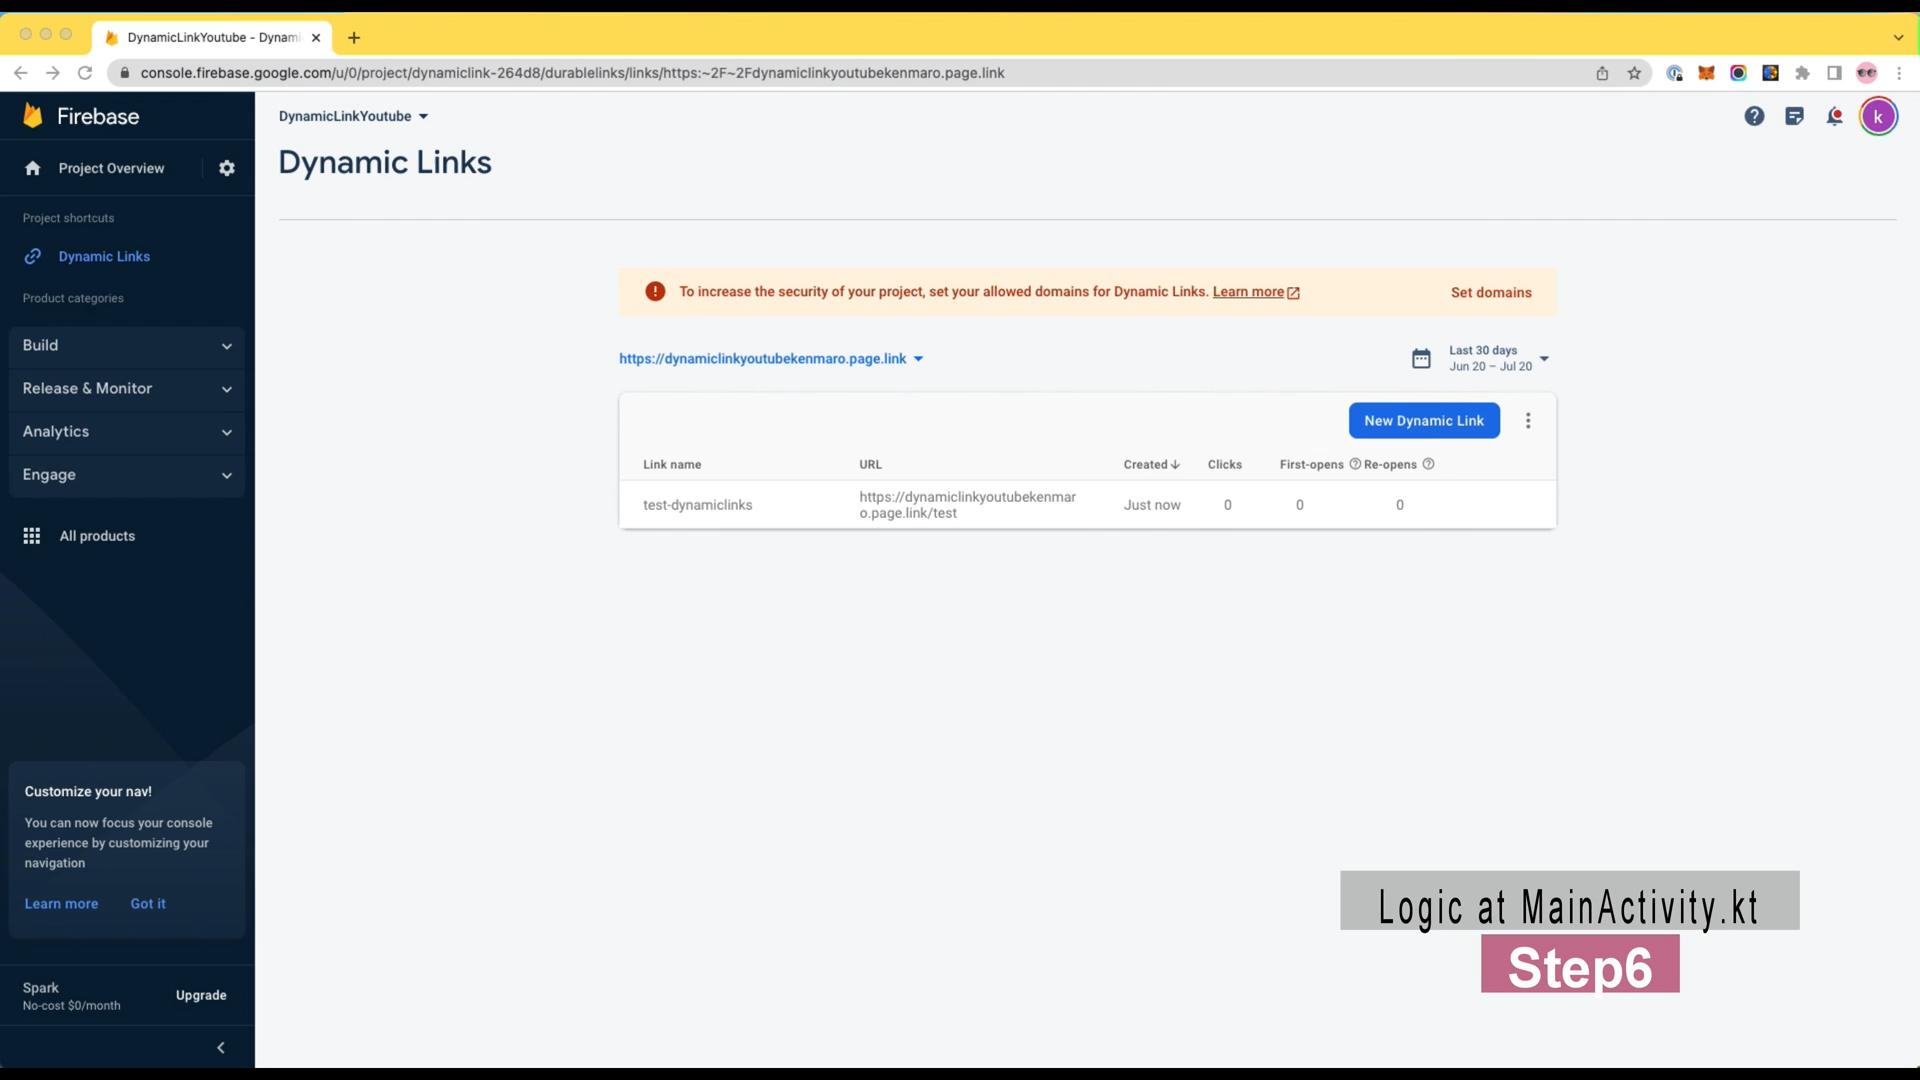 DynamicLinkYoutube - Dynami
console.firebase.google.com/u/0/project/dynamiclink-264d8/durablelinks/links/https:~2F~2Fdynamiclinkyoutubekenmaro.page.link
Firebase
DynamicLinkYoutube
k
Dynamic Links
Project Overview
Project shortcuts
Dynamic Links
Product categories
Build
Release & Monitor
Analytics
Engage
All products
To increase the security of your project, set your allowed domains for Dynamic Links. Learn more
Set domains
https://dynamiclinkyoutubekenmaro.page.link
Last 30 days
Jun 20 – Jul 20
New Dynamic Link
Link name URL Created Clicks First-opens Re-opens
test-dynamiclinks https://dynamiclinkyoutubekenmar Just now 0 0 0
o.page.link/test
Customize your nav!
You can now focus your console
experience by customizing your
navigation
Learn more Got it
Spark
No-cost $0/month
Upgrade
Logic at MainActivity.kt
Step6